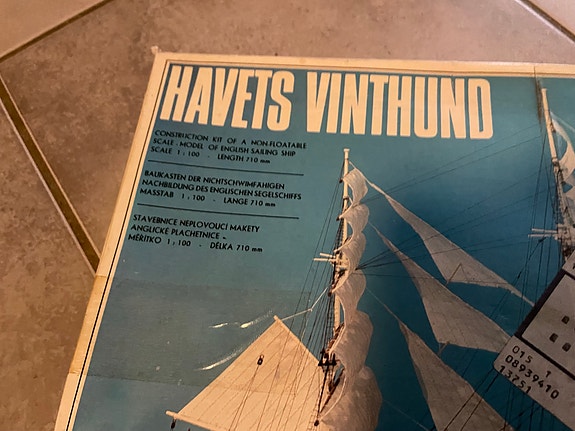 HAVETS VINTHUND
CONSTRUCTION KIT OF A NON-FLOATABLE
SCALE - MODEL OF ENGLISH SAILING SHIP
SCALE 1 : 100 - LENGTH 710 mm
BAUKASTEN DER NICHTSCHWIMFÄHIGEN
NACHBILDUNG DES ENGLISCHEN SEGELSCHIFFS
MASSTAB 1 : 100 - LÄNGE 710 mm
STAVEBNICE NEPLOVOUCÍ MAKETY
ANGLICKÉ PLACHETNICE -
MĚŘÍTKO 1 : 100 - DÉLKA 710 mm
015 1
08939410
13751